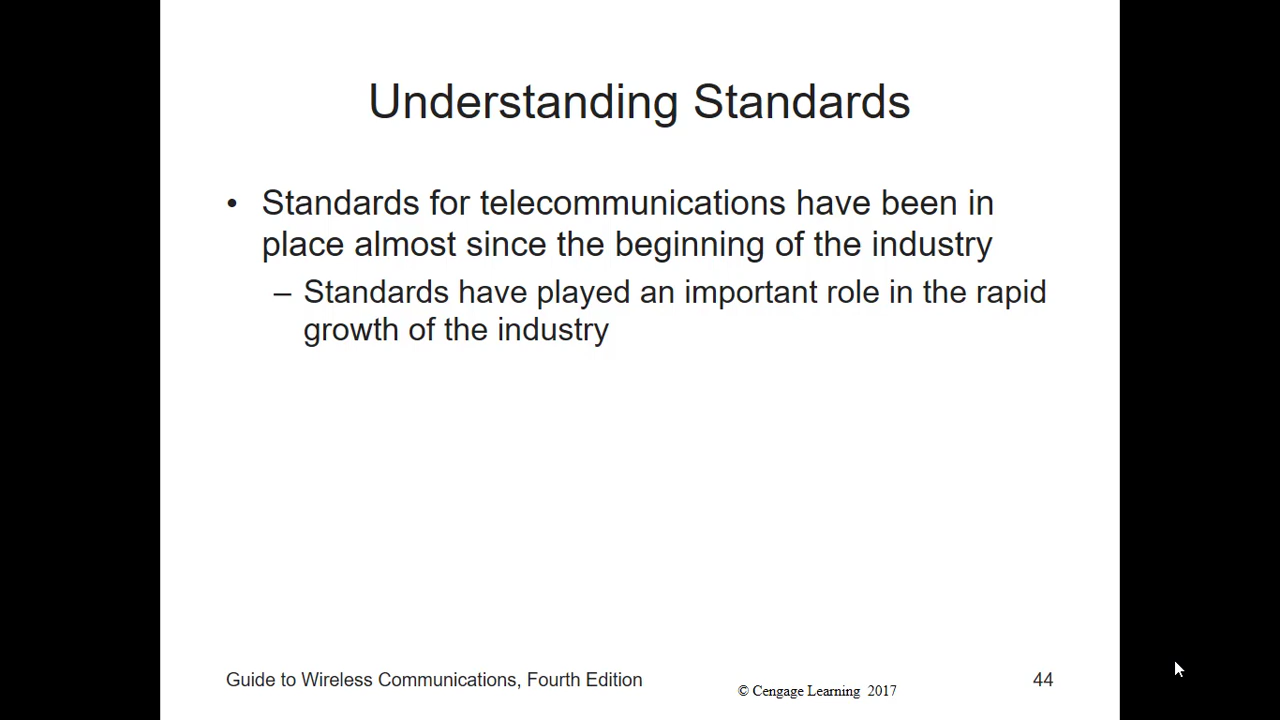 Understanding Standards
• Standards for telecommunications have been in
place almost since the beginning of the industry
– Standards have played an important role in the rapid
growth of the industry
Guide to Wireless Communications, Fourth Edition
© Cengage Learning 2017
44